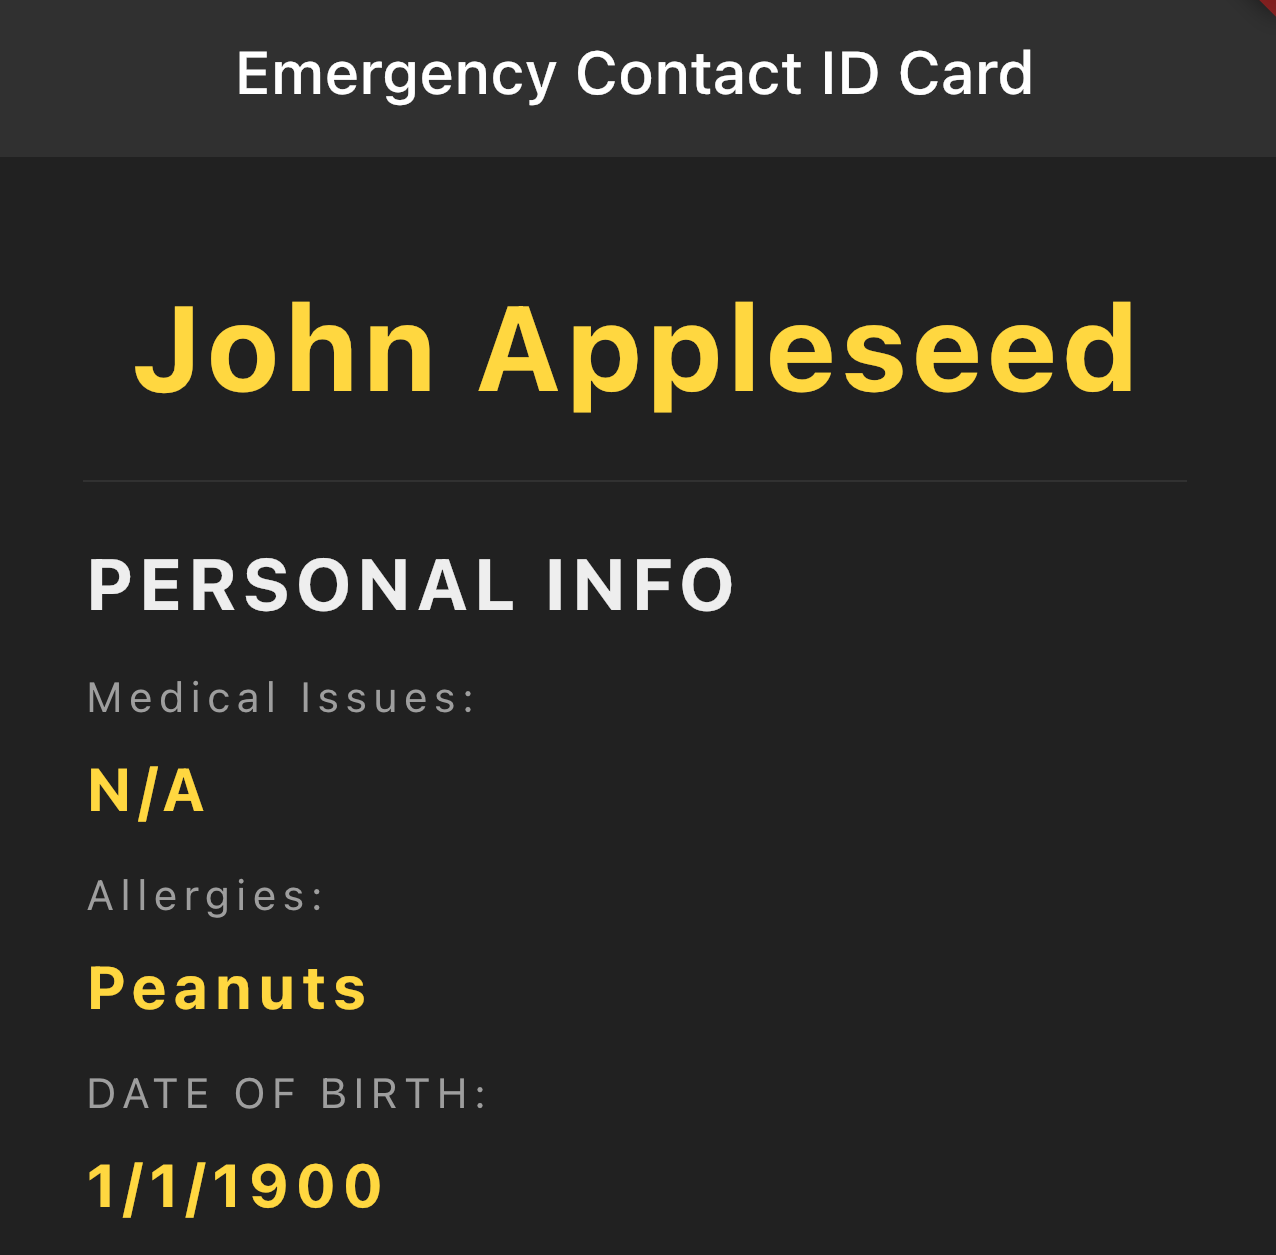 Emergency Contact ID Card
John Appleseed
PERSONAL INFO
Medical Issues:
N/A
Allergies:
Peanuts
DATE OF BIRTH:
1/1/1900